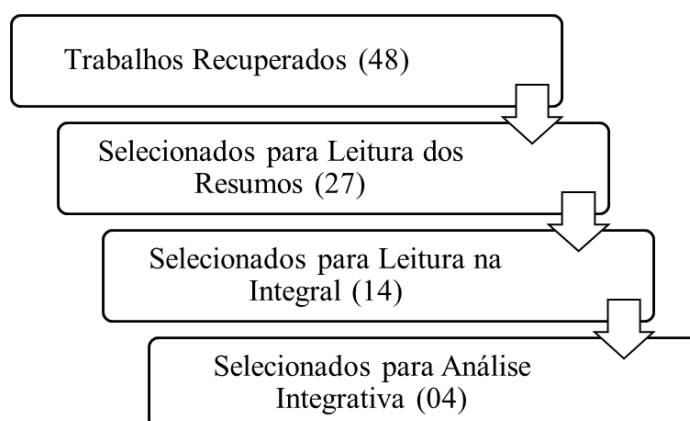 Trabalhos Recuperados (48)
Selecionados para Leitura dos
Resumos (27)
Selecionados para Leitura na
Integral (14)
Selecionados para Análise
Integrativa (04)